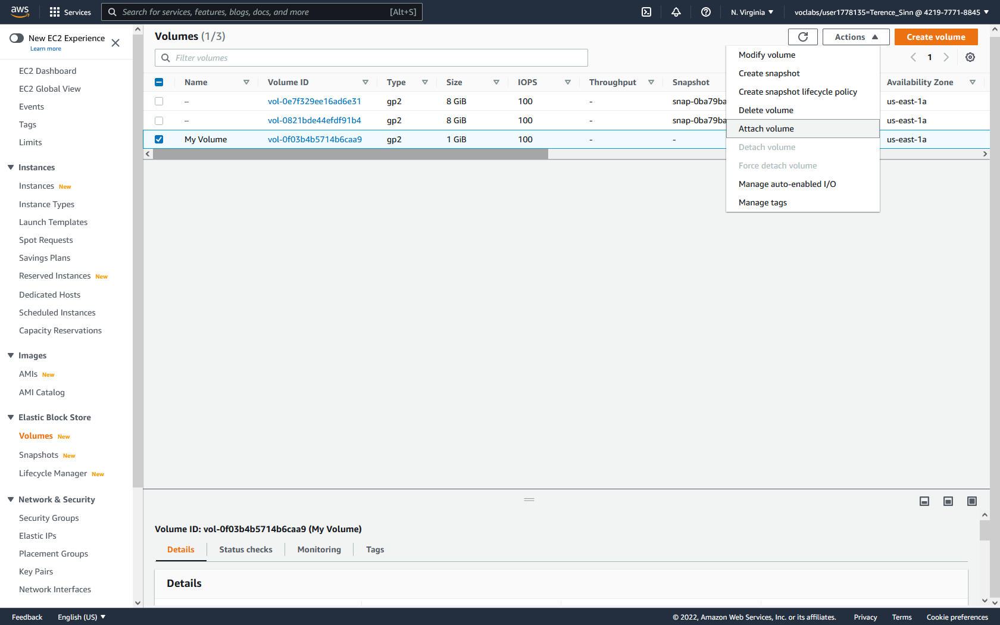 aws Services Search for services, features, blogs, docs, and more [Alt+S] N. Virginia voclabs/user1778135=Terence_Sinn @ 4219-7771-8845
New EC2 Experience
Learn more
EC2 Dashboard
EC2 Global View
Events
Tags
Limits
Instances
Instances New
Instance Types
Launch Templates
Spot Requests
Savings Plans
Reserved Instances New
Dedicated Hosts
Scheduled Instances
Capacity Reservations
Images
AMIs New
AMI Catalog
Elastic Block Store
Volumes New
Snapshots New
Lifecycle Manager New
Network & Security
Security Groups
Elastic IPs
Placement Groups
Key Pairs
Network Interfaces
Volumes (1/3) Actions Create volume
Filter volumes 1
Name Volume ID Type Size IOPS Throughput Snapshot Availability Zone
– vol-0e7f329ee16ad6e31 gp2 8 GiB 100 - snap-0ba79ba us-east-1a
– vol-0821bde44efdf91b4 gp2 8 GiB 100 - snap-0ba79ba us-east-1a
My Volume vol-0f03b4b5714b6caa9 gp2 1 GiB 100 - - us-east-1a
Modify volume
Create snapshot
Create snapshot lifecycle policy
Delete volume
Attach volume
Detach volume
Force detach volume
Manage auto-enabled I/O
Manage tags
Volume ID: vol-0f03b4b5714b6caa9 (My Volume)
Details Status checks Monitoring Tags
Details
Feedback English (US) © 2022, Amazon Web Services, Inc. or its affiliates. Privacy Terms Cookie preferences